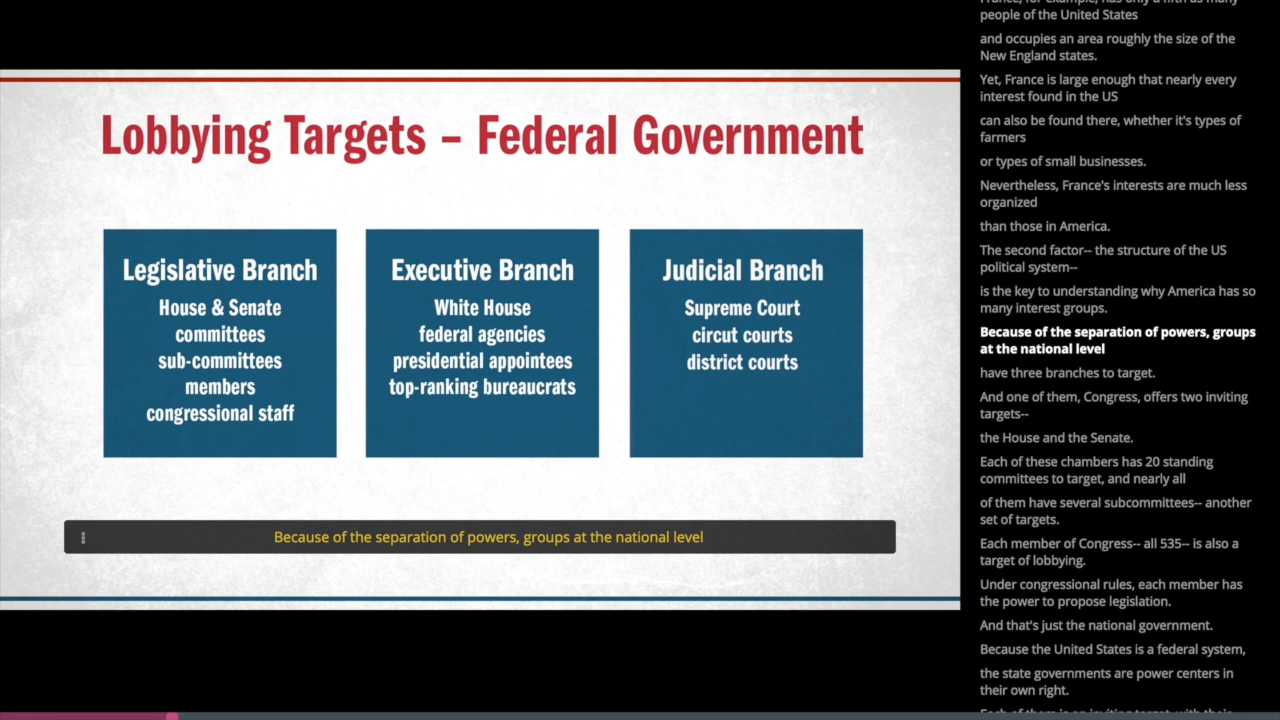 Lobbying Targets – Federal Government
Legislative Branch
House & Senate
committees
sub-committees
members
congressional staff
Executive Branch
White House
federal agencies
presidential appointees
top-ranking bureaucrats
Judicial Branch
Supreme Court
circut courts
district courts
Because of the separation of powers, groups at the national level
people of the United States
and occupies an area roughly the size of the
New England states.
Yet, France is large enough that nearly every
interest found in the US
can also be found there, whether it's types of
farmers
or types of small businesses.
Nevertheless, France's interests are much less
organized
than those in America.
The second factor-- the structure of the US
political system--
is the key to understanding why America has so
many interest groups.
Because of the separation of powers, groups
at the national level
have three branches to target.
And one of them, Congress, offers two inviting
targets--
the House and the Senate.
Each of these chambers has 20 standing
committees to target, and nearly all
of them have several subcommittees-- another
set of targets.
Each member of Congress-- all 535-- is also a
target of lobbying.
Under congressional rules, each member has
the power to propose legislation.
And that's just the national government.
Because the United States is a federal system,
the state governments are power centers in
their own right.